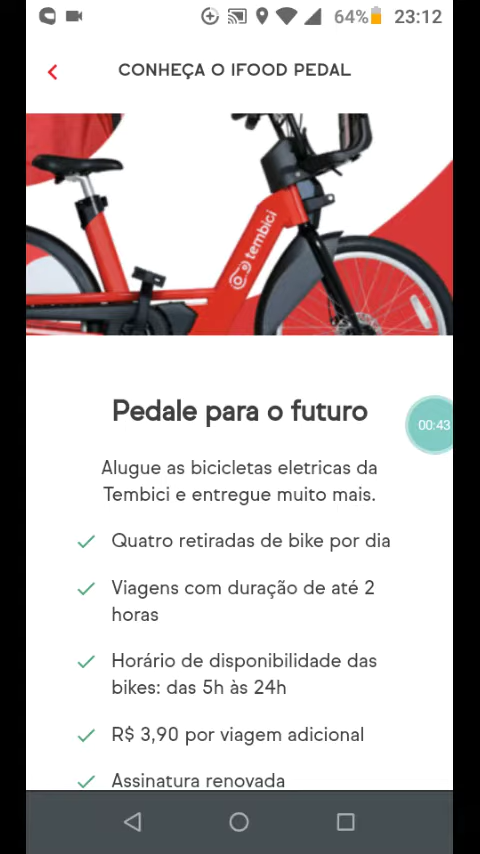 64% 23:12
CONHEÇA O IFOOD PEDAL
tembici
Pedale para o futuro
00:43
Alugue as bicicletas eletricas da
Tembici e entregue muito mais.
Quatro retiradas de bike por dia
Viagens com duração de até 2
horas
Horário de disponibilidade das
bikes: das 5h às 24h
R$ 3,90 por viagem adicional
Assinatura renovada